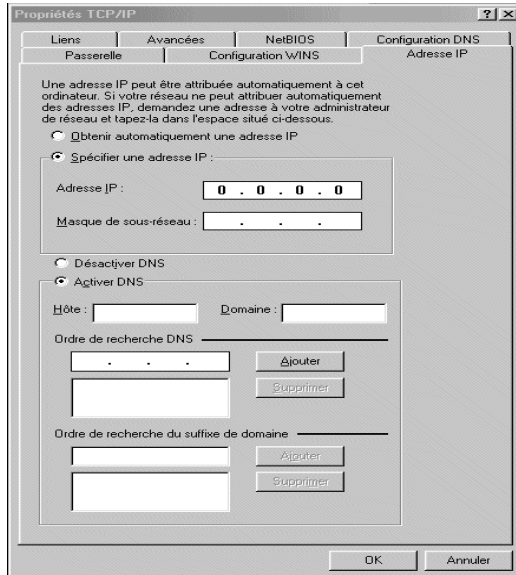 Propriétés TCP/IP
Liens Avancées NetBIOS Configuration DNS
Passerelle Configuration WINS Adresse IP
Une adresse IP peut être attribuée automatiquement à cet
ordinateur. Si votre réseau ne peut attribuer automatiquement
des adresses IP, demandez une adresse à votre administrateur
de réseau et tapez-la dans l'espace situé ci-dessous.
Obtenir automatiquement une adresse IP
Spécifier une adresse IP :
Adresse IP : 0 . 0 . 0 . 0
Masque de sous-réseau : . . .
Désactiver DNS
Activer DNS
Hôte : Domaine :
Ordre de recherche DNS
. . . Ajouter
Supprimer
Ordre de recherche du suffixe de domaine
Ajouter
Supprimer
OK Annuler